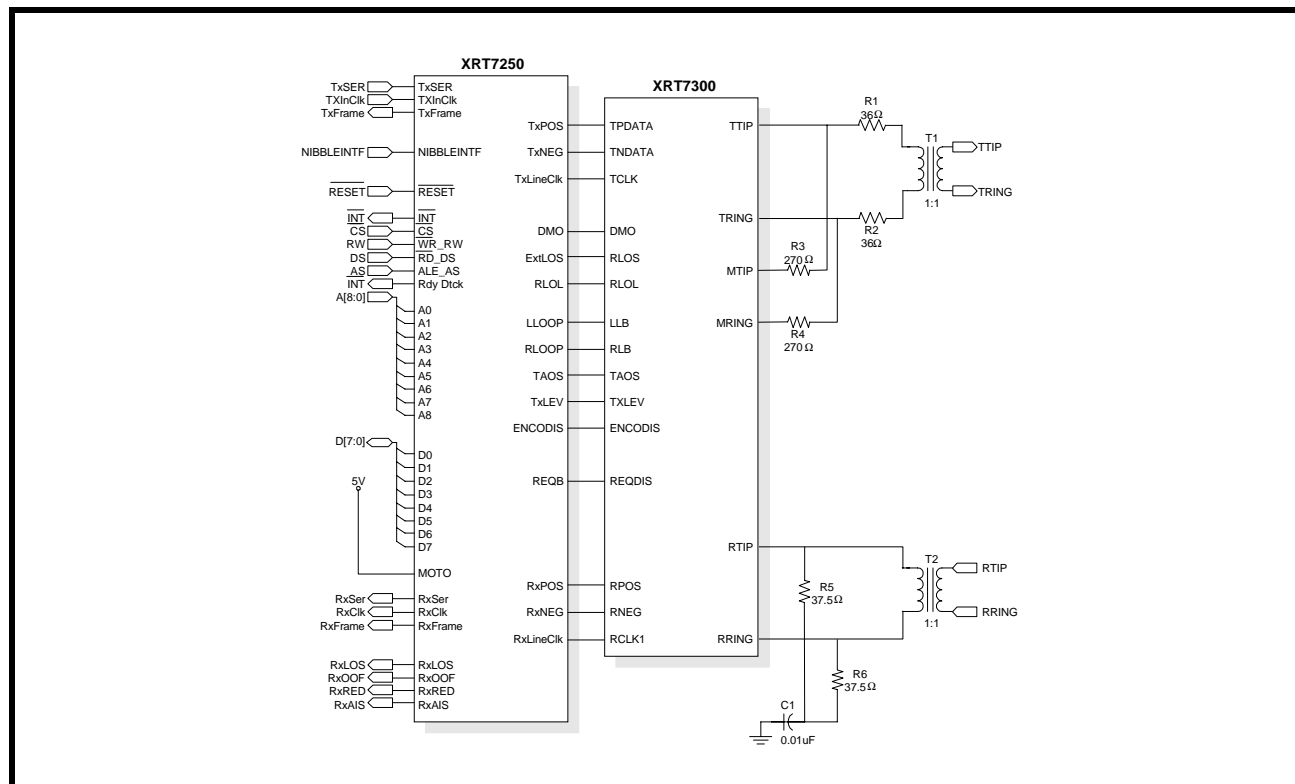 XRT7250
XRT7300
TxSER
TXInClk
TxFrame
NIBBLEINTF
RESET
INT
CS
RW
DS
AS
INT
A[8:0]
D[7:0]
5V
RxSer
RxClk
RxFrame
RxLOS
RxOOF
RxRED
RxAIS
TxSER
TXInClk
TxFrame
NIBBLEINTF
RESET
INT
CS
WR_RW
RD_DS
ALE_AS
Rdy Dtck
A0
A1
A2
A3
A4
A5
A6
A7
A8
D0
D1
D2
D3
D4
D5
D6
D7
MOTO
RxSer
RxClk
RxFrame
RxLOS
RxOOF
RxRED
RxAIS
TxPOS
TxNEG
TxLineClk
DMO
ExtLOS
RLOL
LLOOP
RLOOP
TAOS
TxLEV
ENCODIS
REQB
RxPOS
RxNEG
RxLineClk
TPDATA
TNDATA
TCLK
DMO
RLOS
RLOL
LLB
RLB
TAOS
TXLEV
ENCODIS
REQDIS
RPOS
RNEG
RCLK1
TTIP
TRING
MTIP
MRING
RTIP
RRING
R1
36Ω
R2
36Ω
R3
270Ω
R4
270Ω
T1
1:1
TTIP
TRING
R5
37.5Ω
R6
37.5Ω
C1
0.01uF
T2
1:1
RTIP
RRING